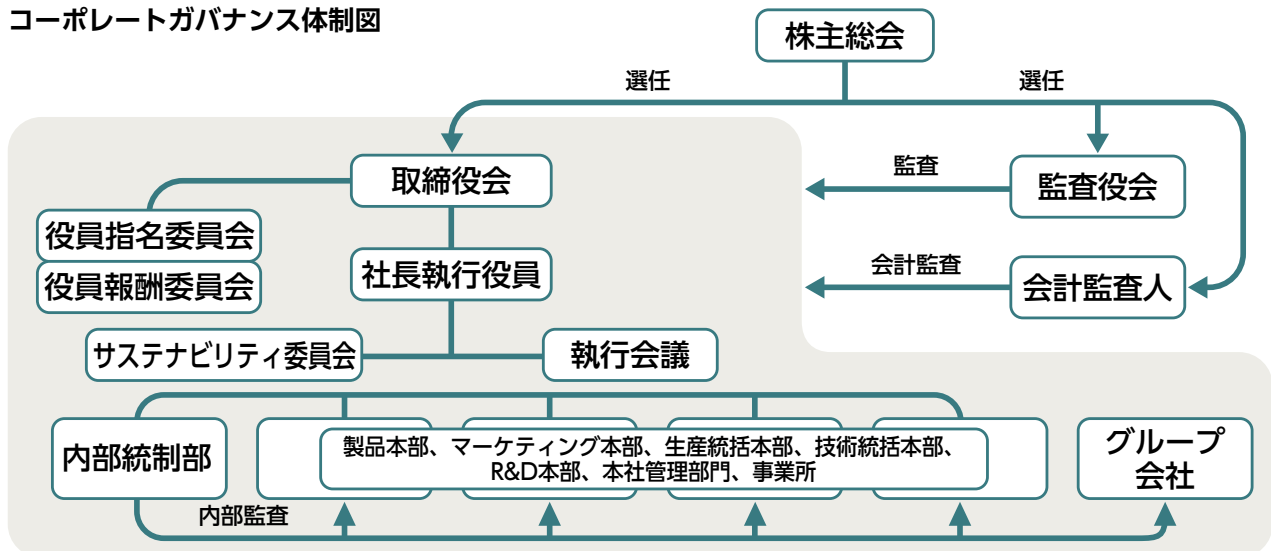 コーポレートガバナンス体制図
株主総会
選任
選任
取締役会
監査
監査役会
役員指名委員会
役員報酬委員会
社長執行役員
会計監査
会計監査人
サステナビリティ委員会
執行会議
内部統制部
製品本部、マーケティング本部、生産統括本部、技術統括本部、
R&D本部、本社管理部門、事業所
グループ
会社
内部監査